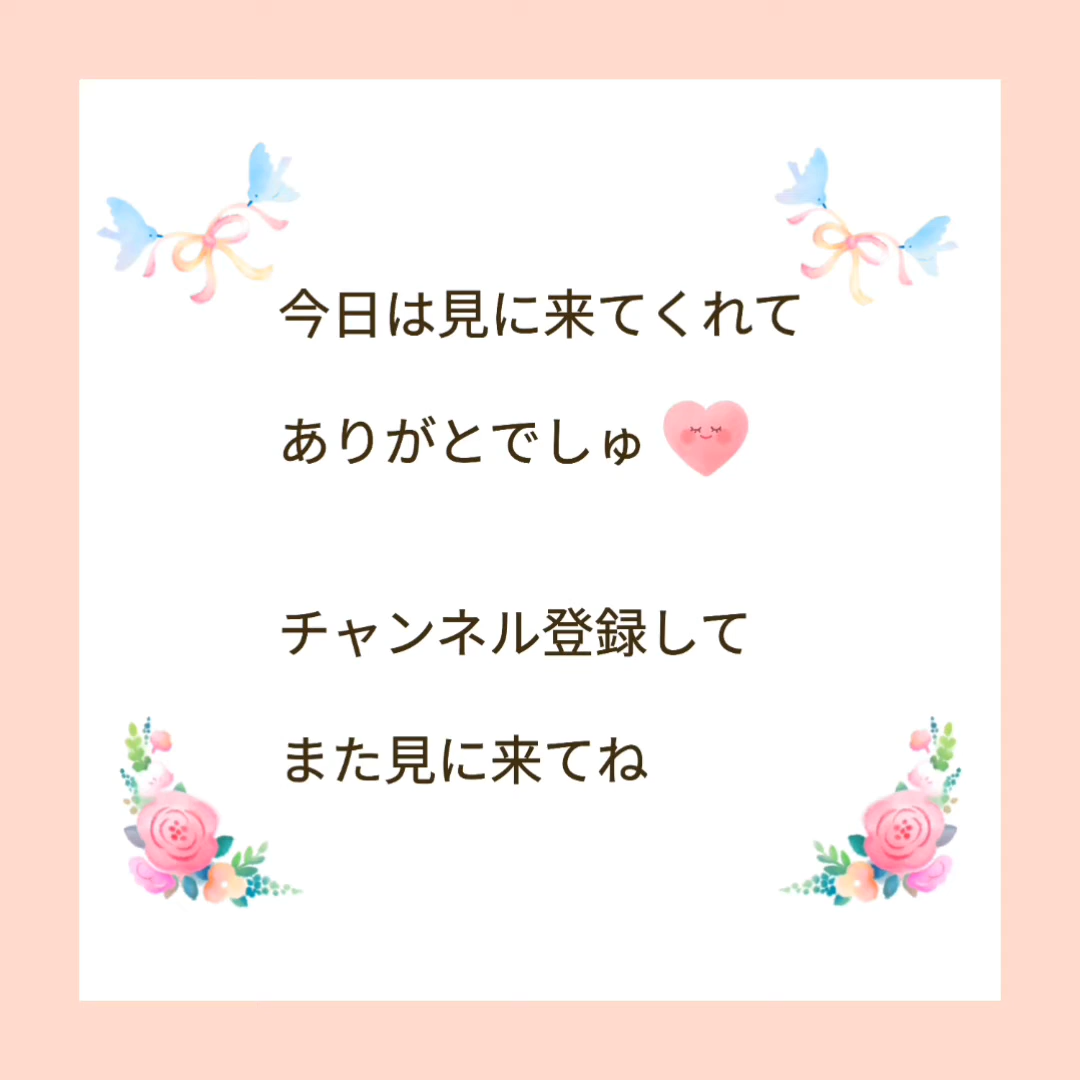 今日は見に来てくれて
ありがとでしゅ
チャンネル登録して
また見に来てね